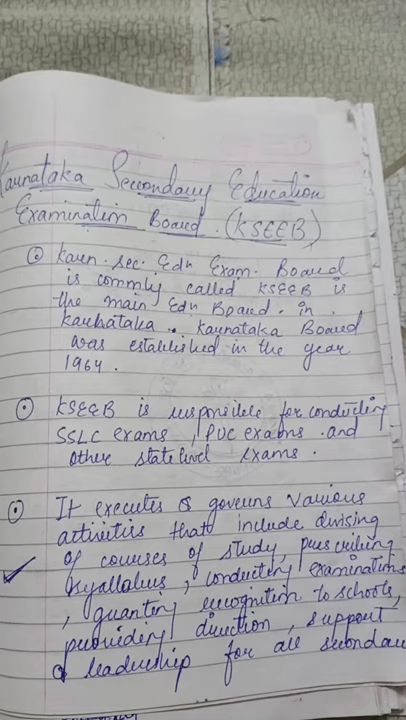 Karnataka Secondary Education
Examination Board. (KSEEB)
Karn. Sec. Edn Exam. Board
is commly called KSEEB is
the main Edn Board. in.
Karnataka. Karnataka Board
was established in the year
1964.
KSEEB is responsible for conducting
SSLC exams, PUC exams. and
other state level exams.
It executes & governs various
activities that include divising
of courses of study, prescribing
syllabus, conducting examinations
, granting recognition to schools,
providing direction, support
& leadership for all secondary